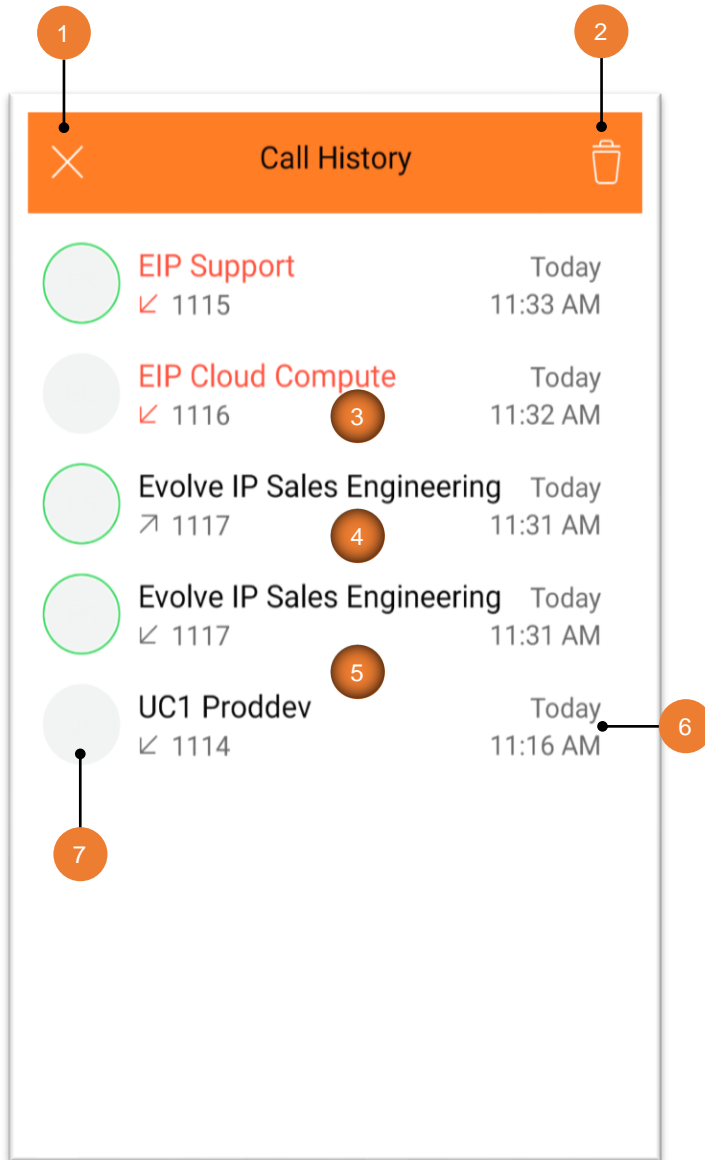 1
2
Call History
EIP Support Today
1115 11:33 AM
EIP Cloud Compute Today
1116 3 11:32 AM
Evolve IP Sales Engineering Today
1117 4 11:31 AM
Evolve IP Sales Engineering Today
1117 11:31 AM
5
UC1 Proddev Today
6
1114 11:16 AM
7